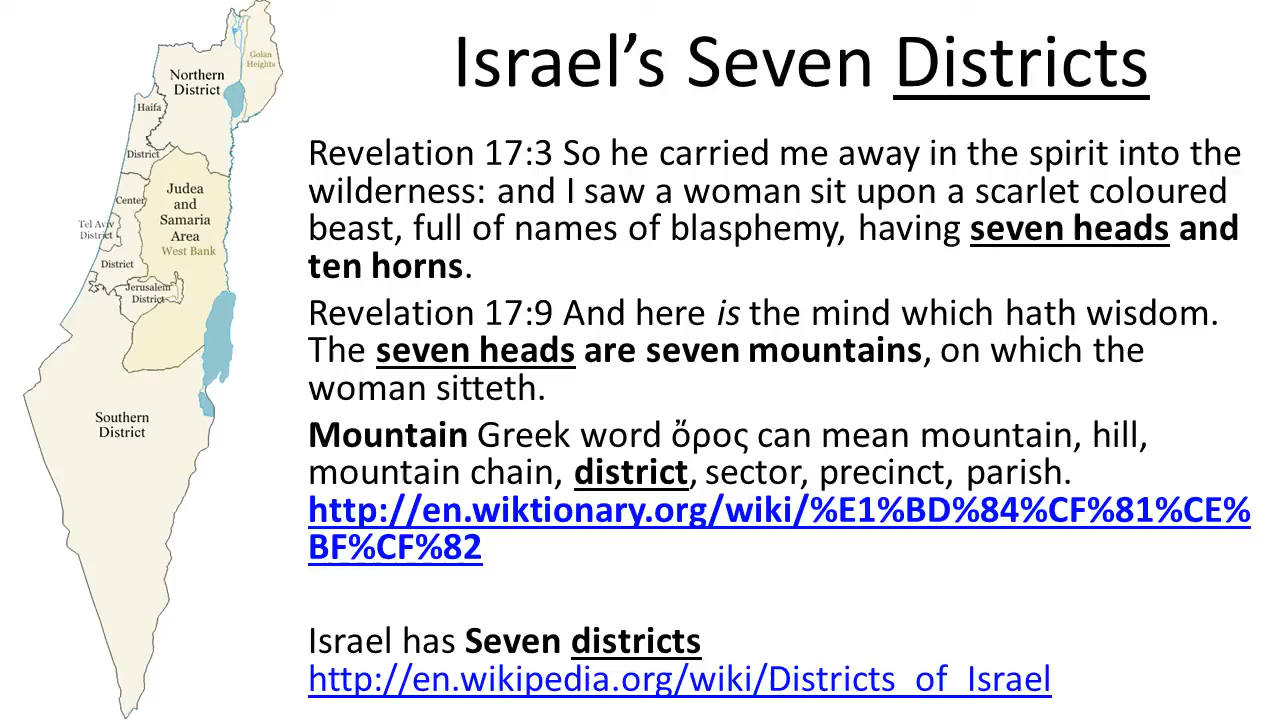 Israel's Seven Districts
Golan
Heights
Northern
District
Haifa
District
Judea
and
Samaria
Area
West Bank
Center
Tel Aviv
District
District
Jerusalem
District
Southern
District
Revelation 17:3 So he carried me away in the spirit into the
wilderness: and I saw a woman sit upon a scarlet coloured
beast, full of names of blasphemy, having seven heads and
ten horns.
Revelation 17:9 And here is the mind which hath wisdom.
The seven heads are seven mountains, on which the
woman sitteth.
Mountain Greek word ὄρος can mean mountain, hill,
mountain chain, district, sector, precinct, parish.
http://en.wiktionary.org/wiki/%E1%BD%84%CF%81%CE%
BF%CF%82
Israel has Seven districts
http://en.wikipedia.org/wiki/Districts_of_Israel